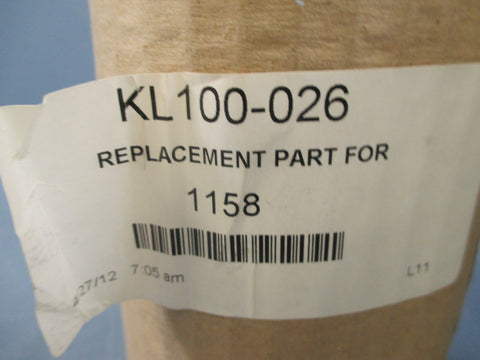 KL100-026
REPLACEMENT PART FOR
1158
27/12 7:05 am
L11